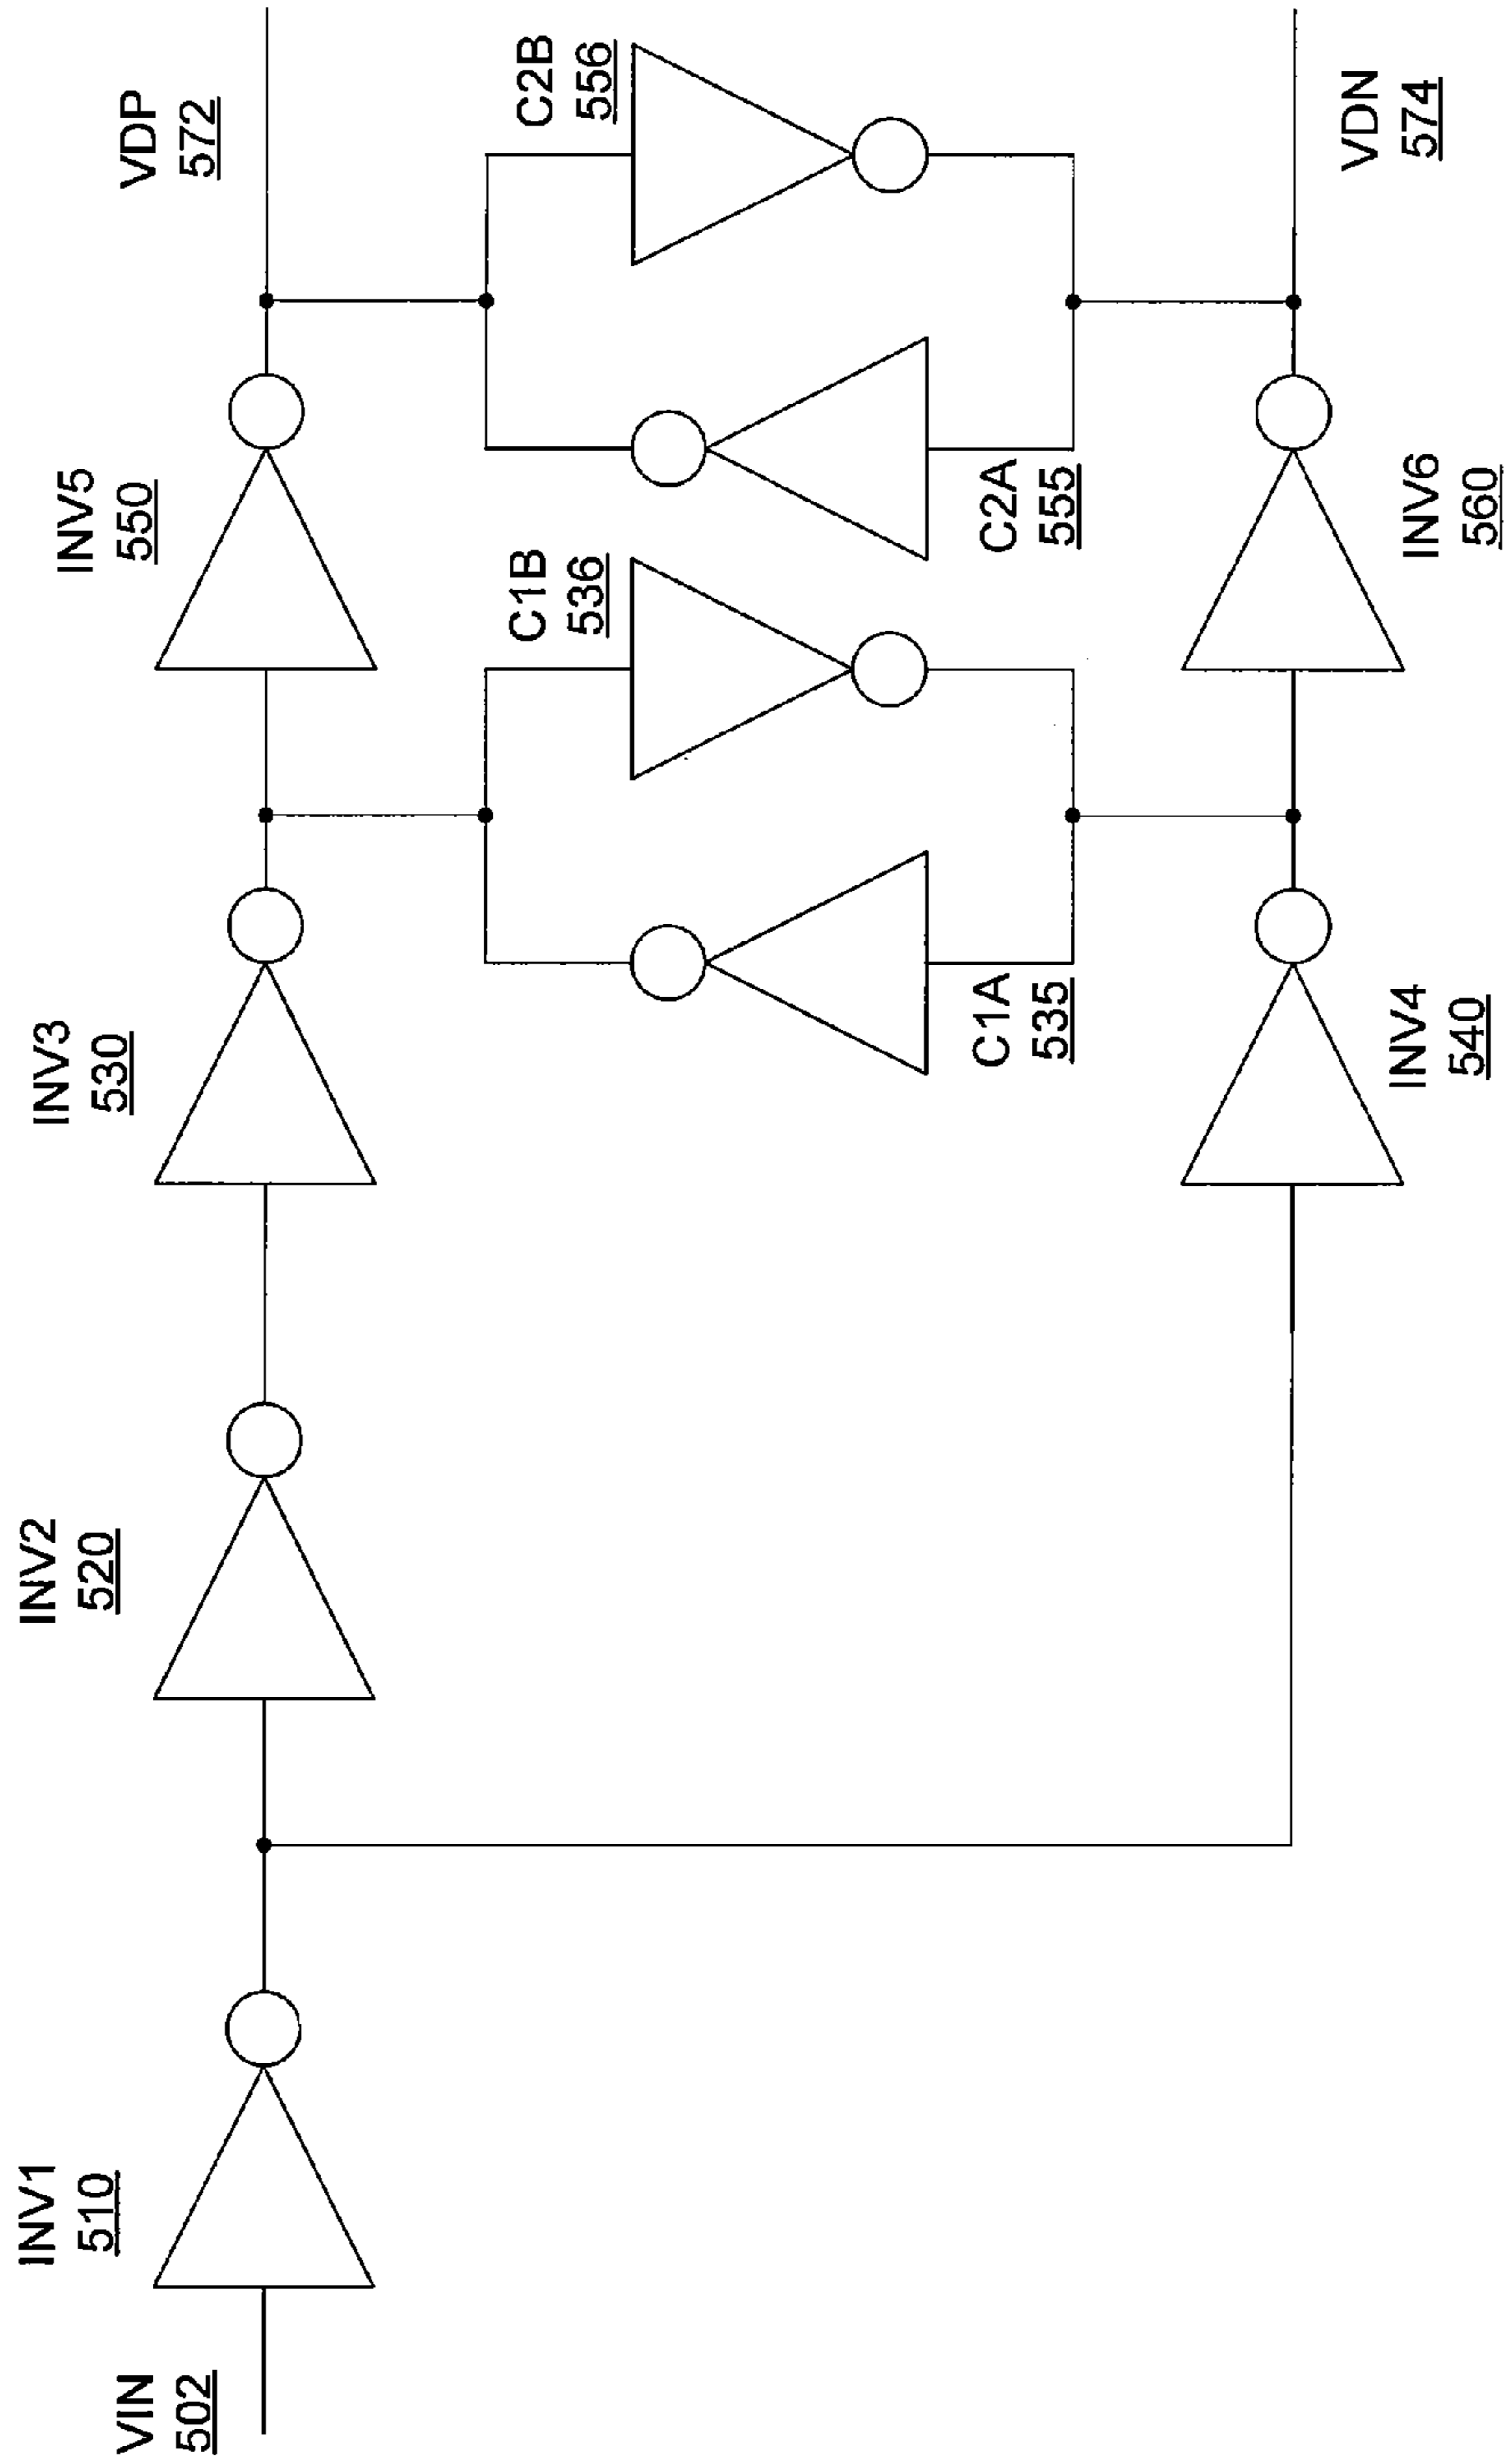 VIN
502
INV1
510
INV2
520
INV3
530
INV5
550
VDP
572
C1A
535
C1B
536
C2A
555
C2B
556
INV4
540
INV6
560
VDN
574